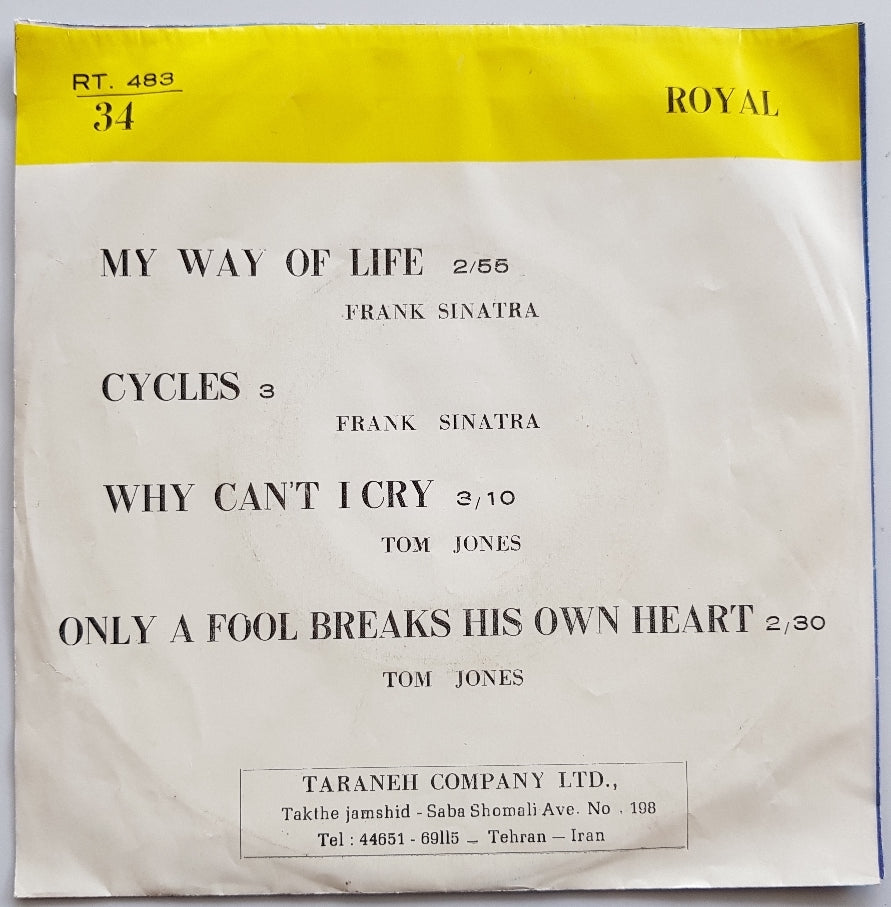 RT. 483
34
ROYAL
MY WAY OF LIFE 2/55
FRANK SINATRA
CYCLES 3
FRANK SINATRA
WHY CAN'T I CRY 3/10
TOM JONES
ONLY A FOOL BREAKS HIS OWN HEART 2/30
TOM JONES
TARANEH COMPANY LTD.,
Takthe jamshid - Saba Shomali Ave. No . 198
Tel : 44651 - 69115 - Tehran - Iran